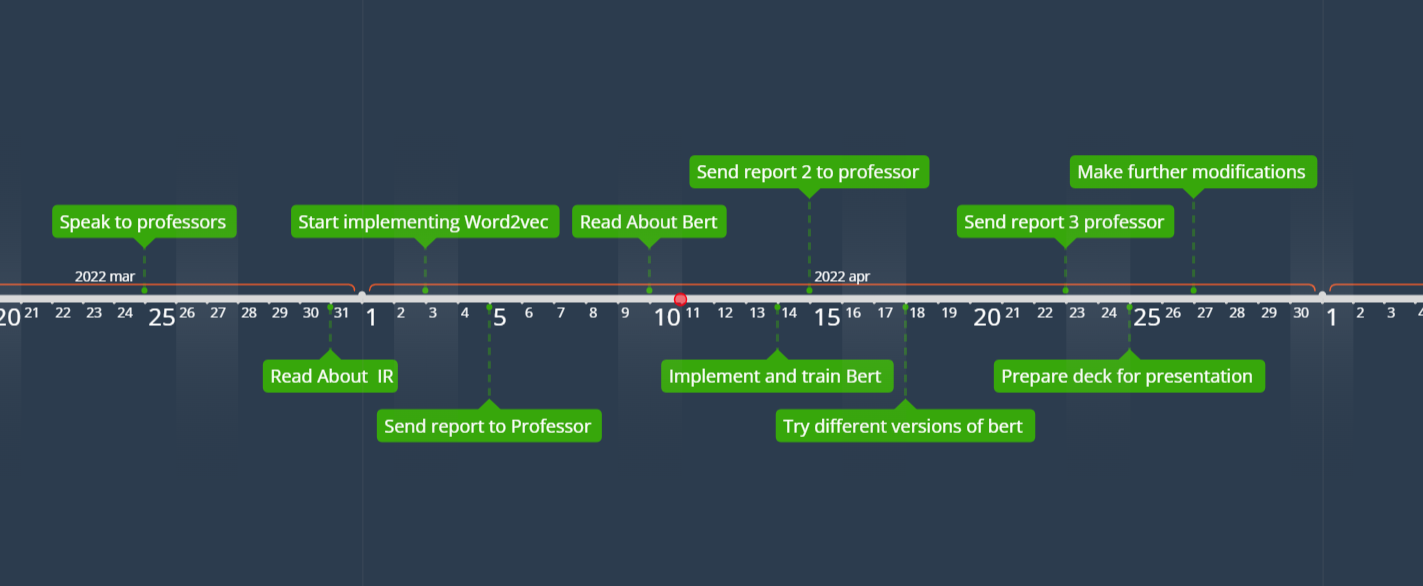 Send report 2 to professor
Make further modifications
Speak to professors
Start implementing Word2vec
Read About Bert
Send report 3 professor
2022 mar
2022 apr
20 21 22 23 24 25 26 27 28 29 30 31 1 2 3 4 5 6 7 8 9 10 11 12 13 14 15 16 17 18 19 20 21 22 23 24 25 26 27 28 29 30 1 2 3 4
Read About  IR
Implement and train Bert
Prepare deck for presentation
Send report to Professor
Try different versions of bert